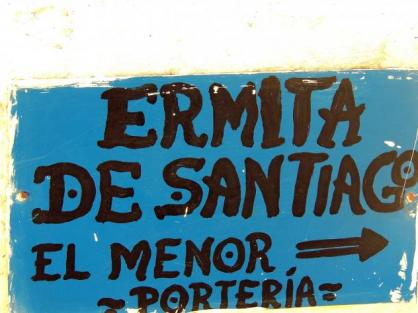 ERMITA
DE SANTIAGO
EL MENOR →
=PORTERÍA=